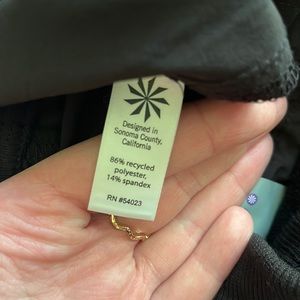 Designed in
Sonoma County,
California
86% recycled
polyester,
14% spandex
RN #54023